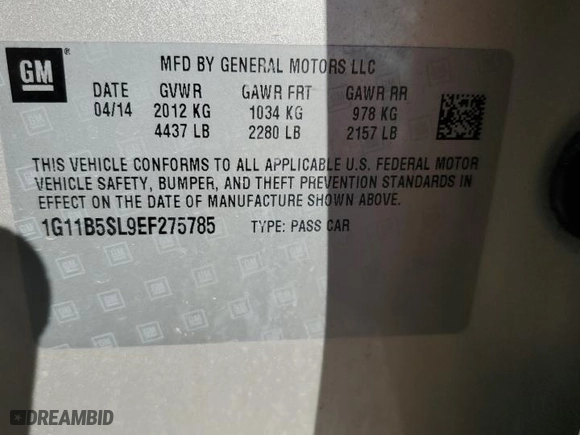 GM ® MFD BY GENERAL MOTORS LLC
DATE GVWR GAWR FRT GAWR RR
04/14 2012 KG 1034 KG 978 KG
4437 LB 2280 LB 2157 LB
THIS VEHICLE CONFORMS TO ALL APPLICABLE U.S. FEDERAL MOTOR
VEHICLE SAFETY, BUMPER, AND THEFT PREVENTION STANDARDS IN
EFFECT ON THE DATE OF MANUFACTURE SHOWN ABOVE.
1G11B5SL9EF275785 TYPE: PASS CAR
DREAMBID